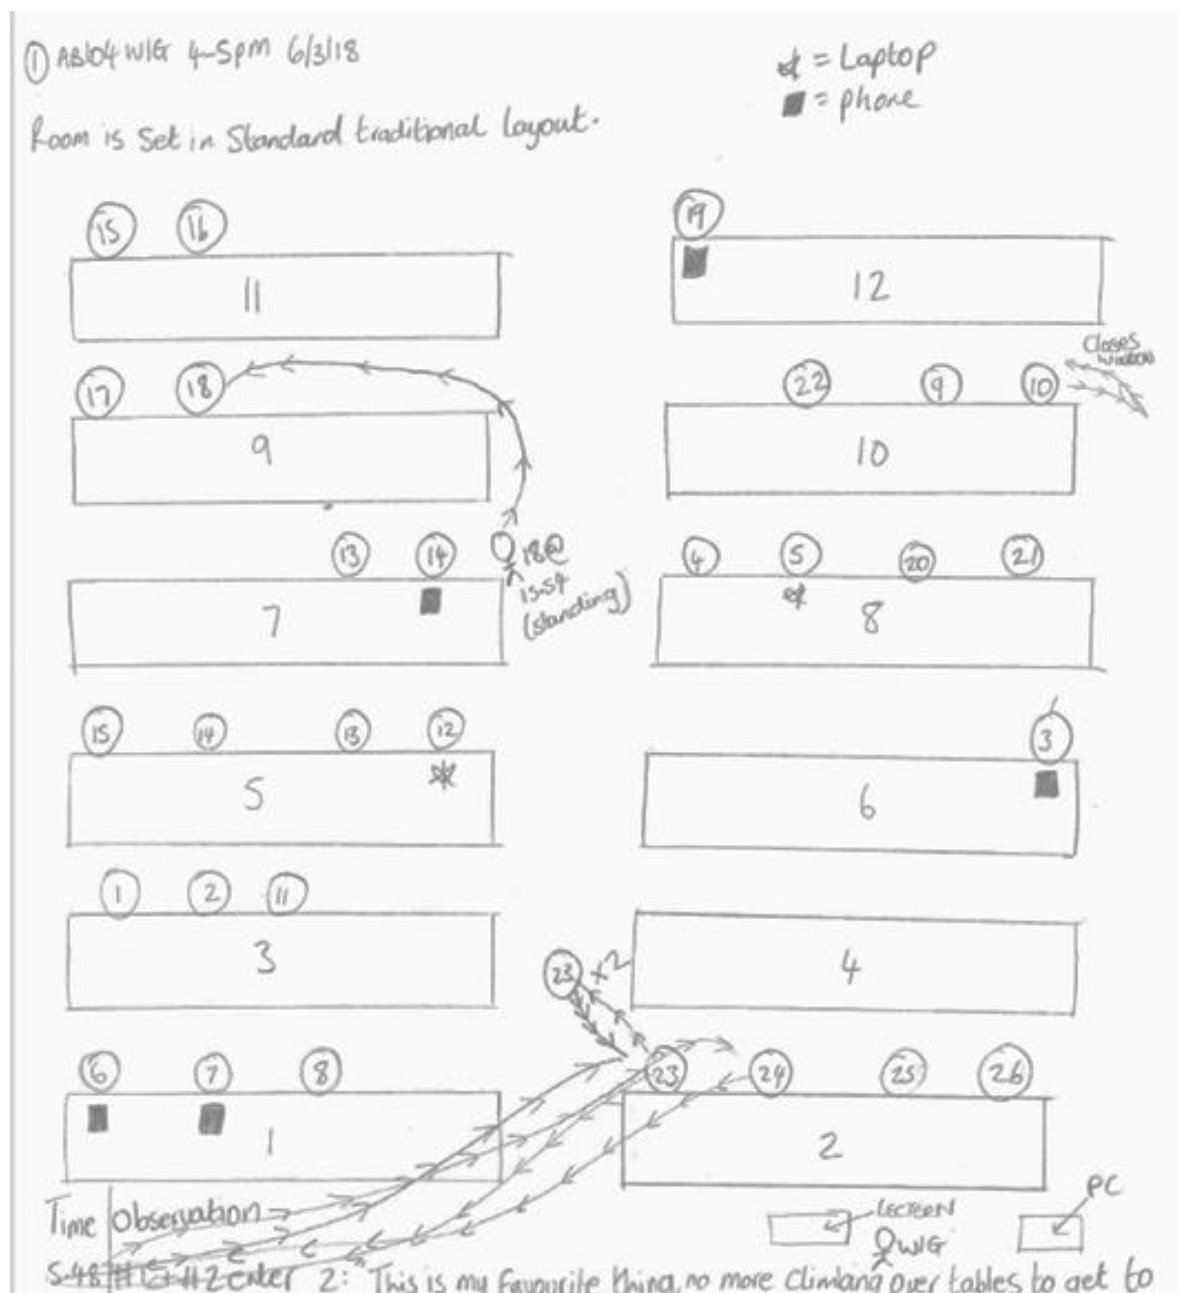 ① AB104 WIG 4-5pm 6/3/18
* = Laptop
■ = phone
Room is Set in Standard traditional Layout.
15 16
19
11
12
Closes
window
17 18
22 9 10
9
10
13 14
18@
15:54
(standing)
4 5 20 21
7
8
15 14 13 12
3
5
6
1 2 11
3
23 x2
4
6 7 8
23 24 25 26
1
2
PC
LECTERN
WIG
Time Observation
5.48 #1 + #2 enter 2: This is my favourite thing, no more climbing over tables to get to